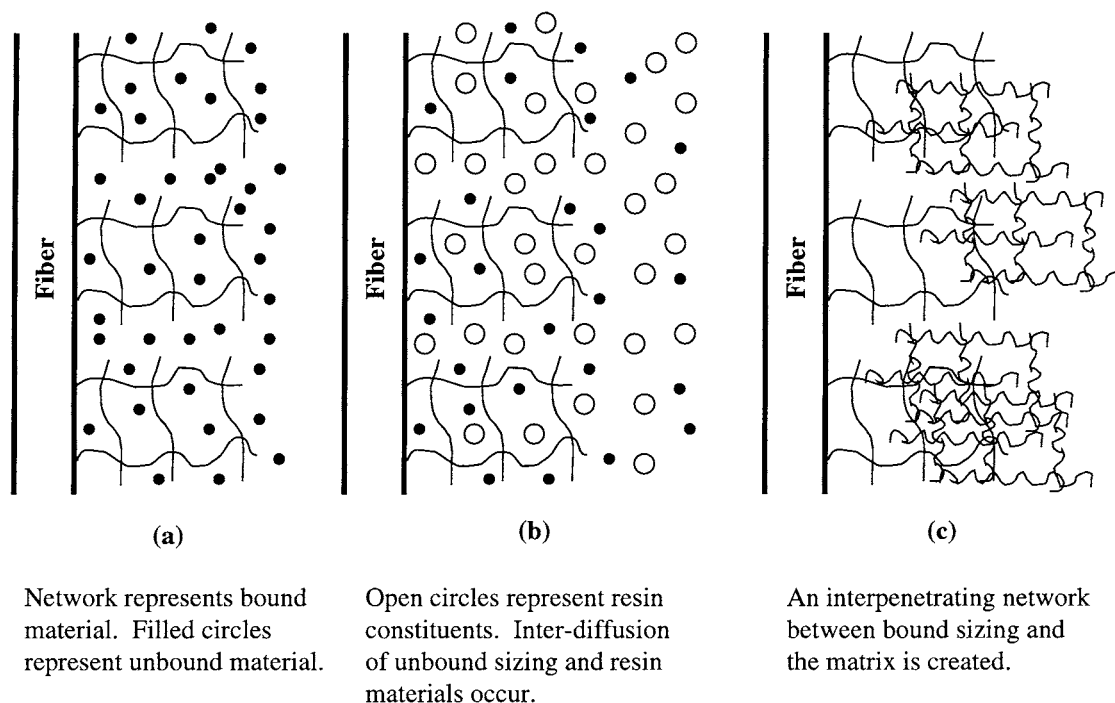 Fiber
Fiber
Fiber
(a)
(b)
(c)
Network represents bound
material. Filled circles
represent unbound material.
Open circles represent resin
constituents. Inter-diffusion
of unbound sizing and resin
materials occur.
An interpenetrating network
between bound sizing and
the matrix is created.